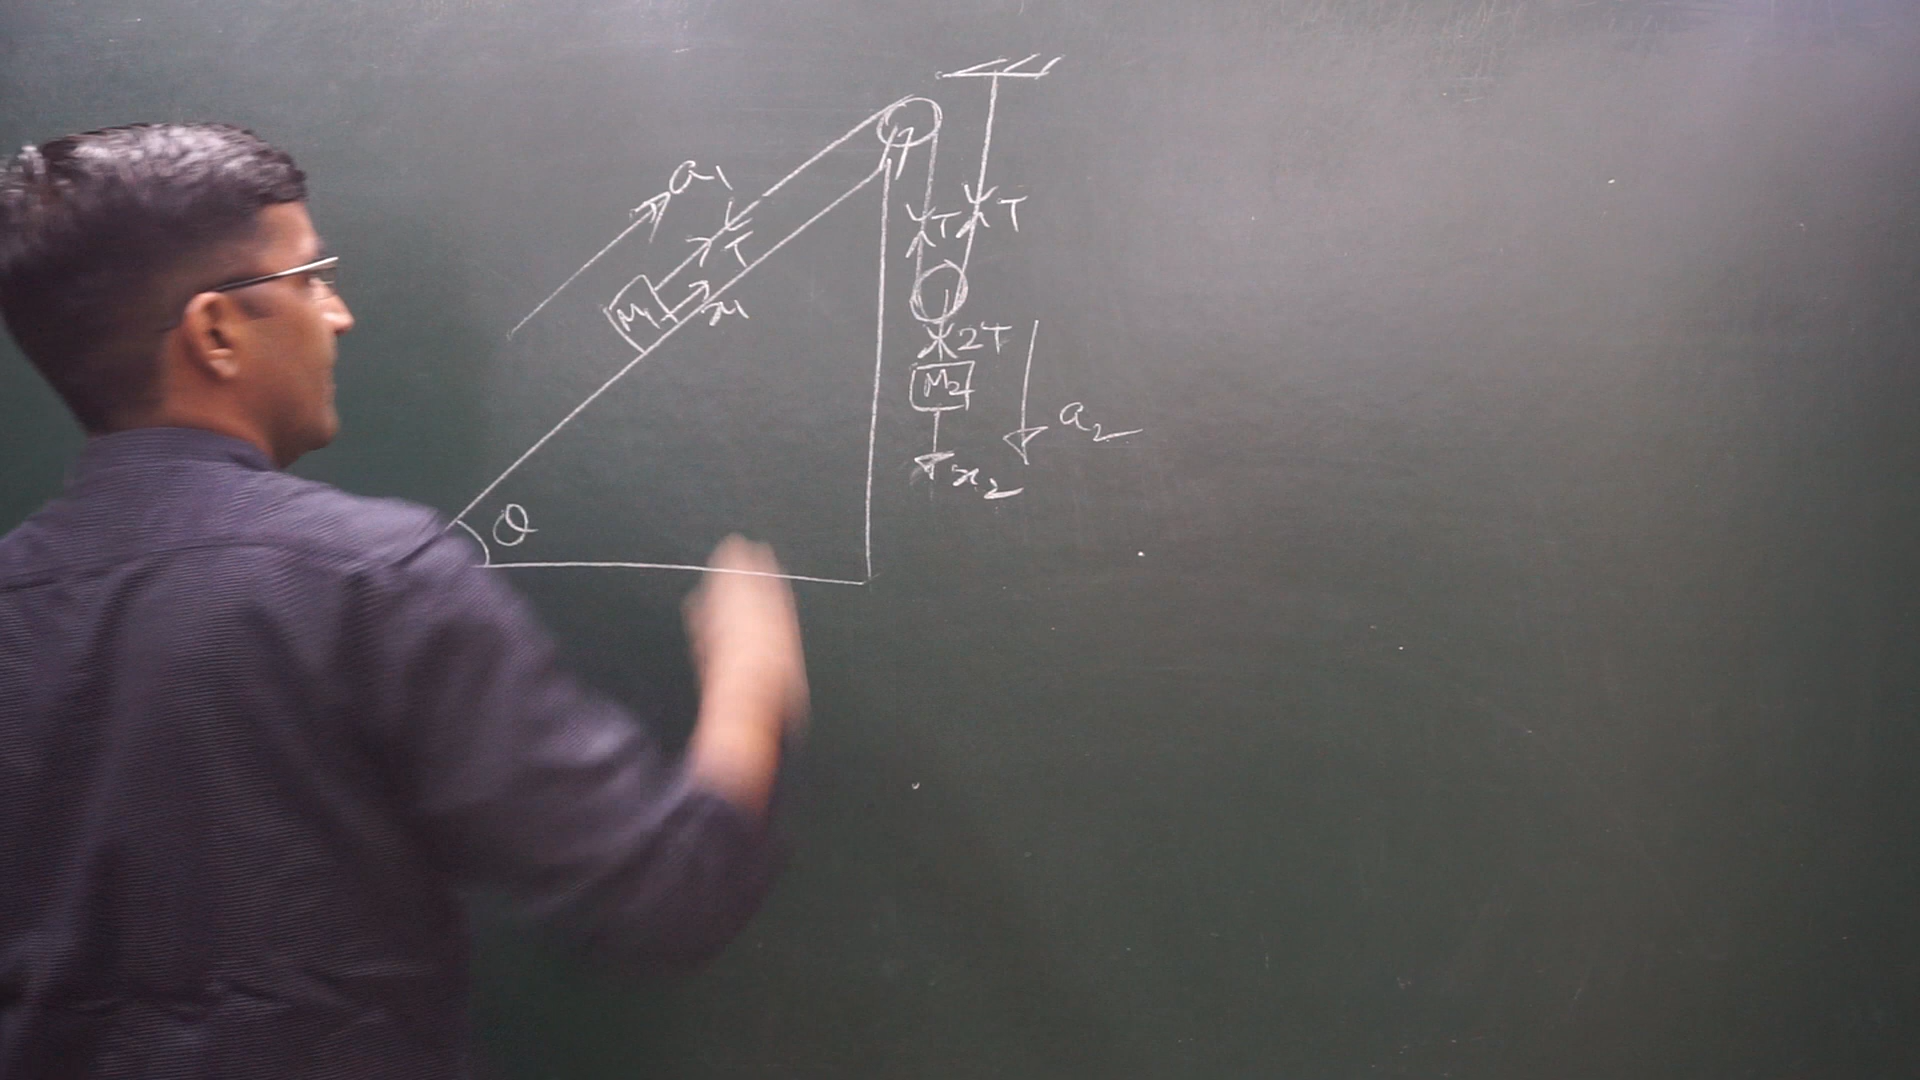 a₁
T
T
T
M₁
x₁
2T
M₂
a₂
x₂
θ